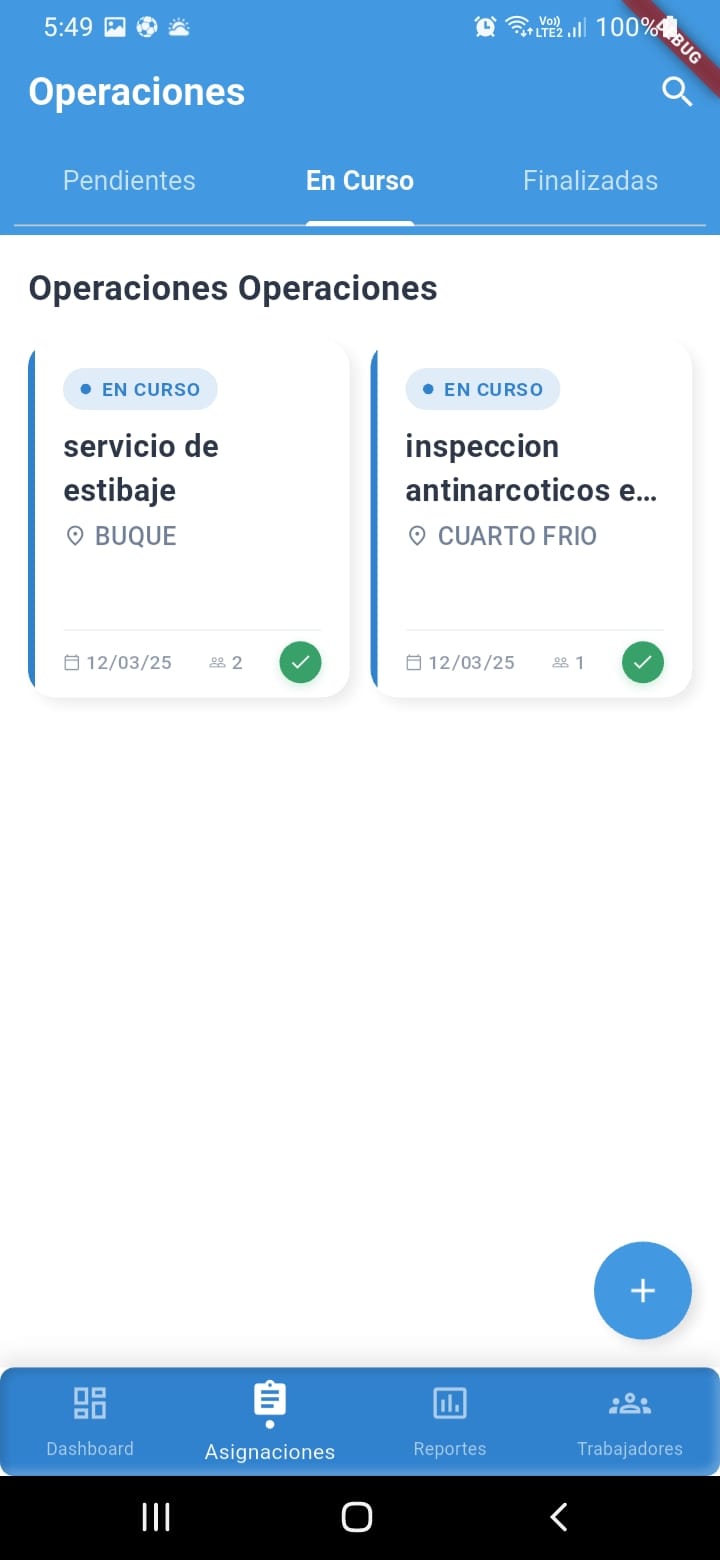 5:49
Vo)) LTE2 100%
Operaciones
Pendientes En Curso Finalizadas
Operaciones Operaciones
EN CURSO
servicio de
estibaje
BUQUE
12/03/25 2
EN CURSO
inspeccion
antinarcoticos e...
CUARTO FRIO
12/03/25 1
+
Dashboard Asignaciones Reportes Trabajadores